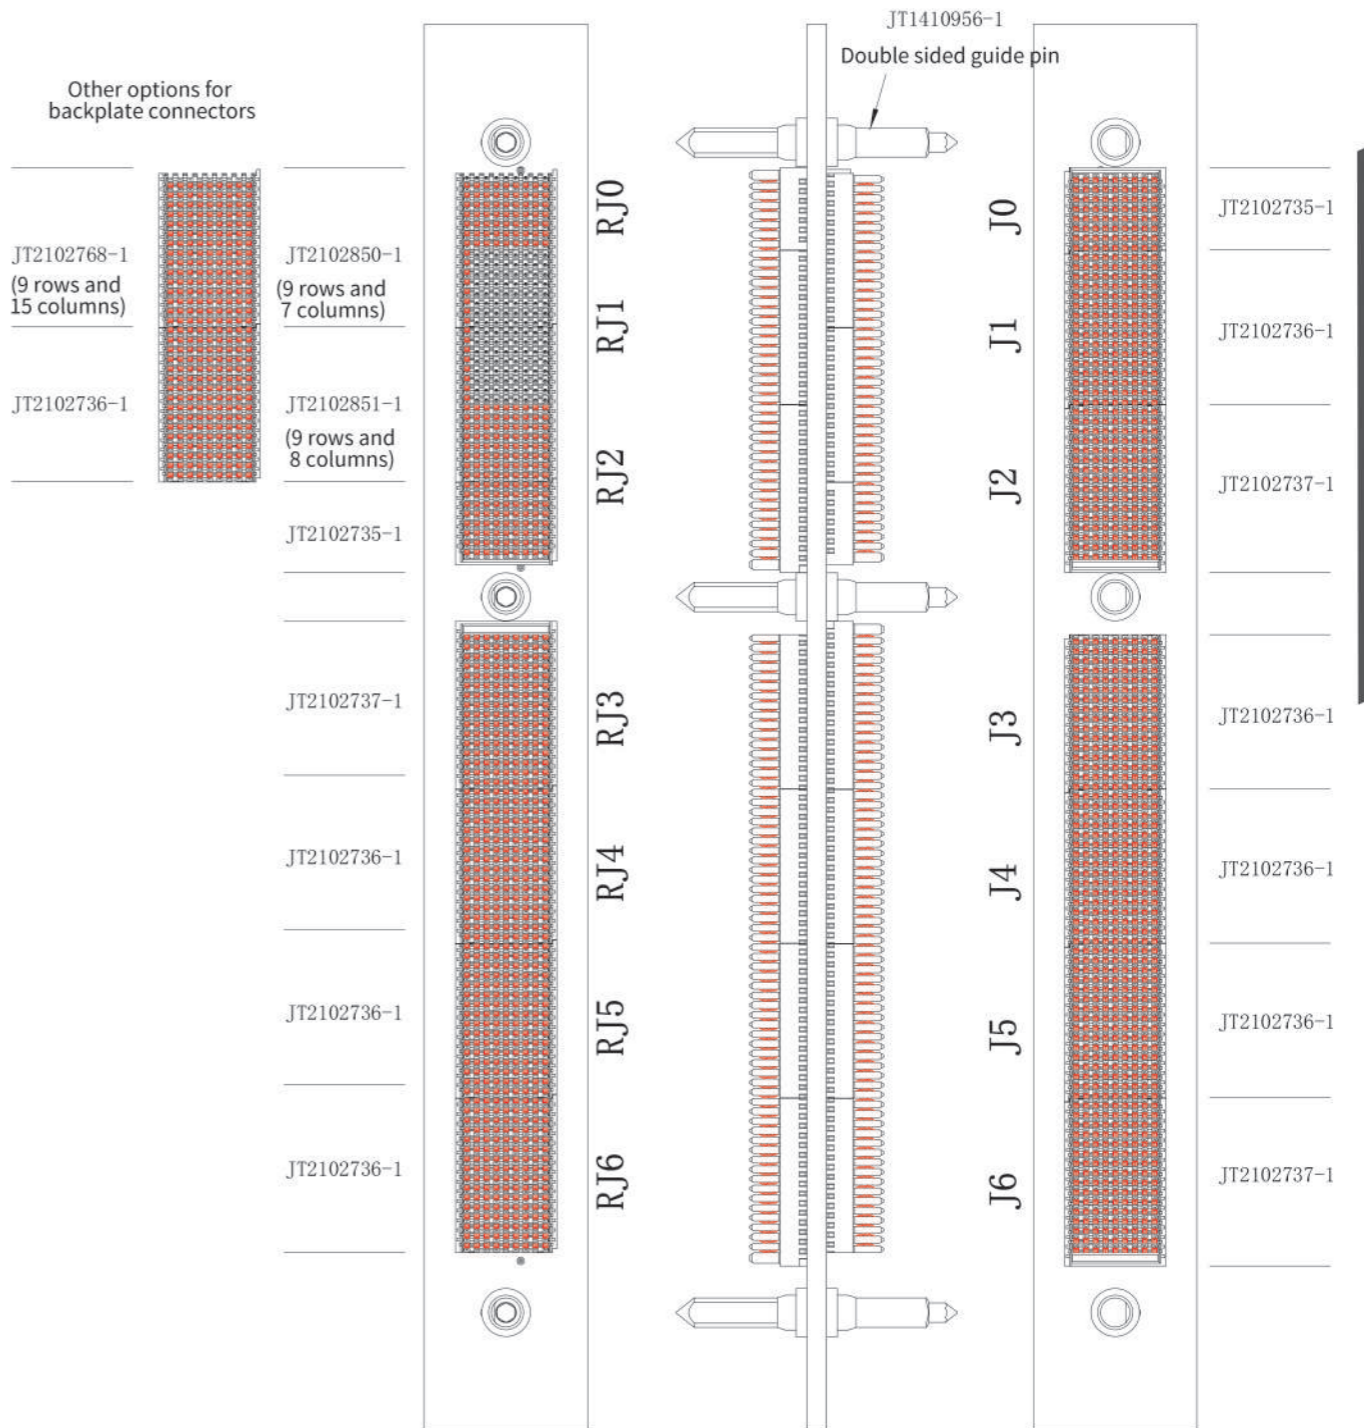 JT1410956-1
Double sided guide pin
Other options for
backplate connectors
JT2102768-1
(9 rows and
15 columns)
JT2102736-1
JT2102850-1
(9 rows and
7 columns)
JT2102851-1
(9 rows and
8 columns)
JT2102735-1
JT2102737-1
JT2102736-1
JT2102736-1
JT2102736-1
RJ0
RJ1
RJ2
RJ3
RJ4
RJ5
RJ6
J0
J1
J2
J3
J4
J5
J6
JT2102735-1
JT2102736-1
JT2102737-1
JT2102736-1
JT2102736-1
JT2102736-1
JT2102737-1